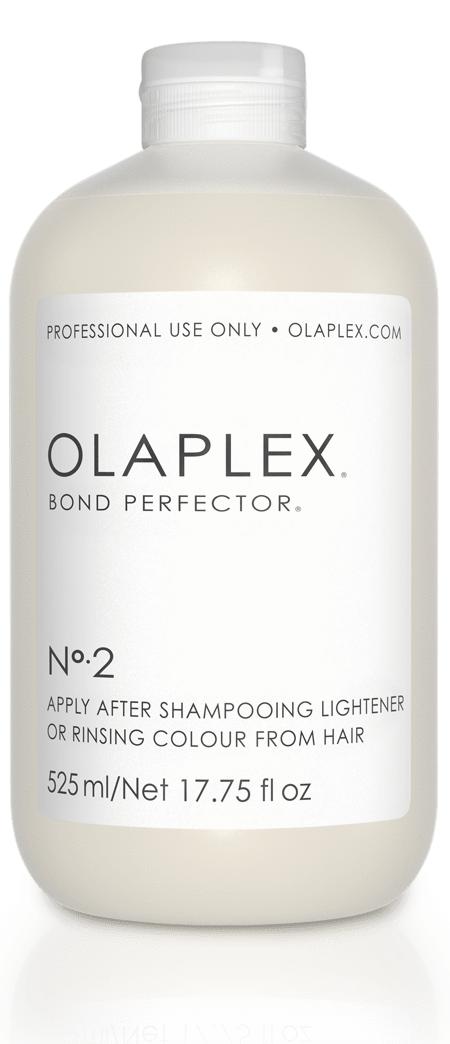 PROFESSIONAL USE ONLY • OLAPLEX.COM
OLAPLEX®
BOND PERFECTOR®
Nº·2
APPLY AFTER SHAMPOOING LIGHTENER
OR RINSING COLOUR FROM HAIR
525 ml/Net 17.75 fl oz